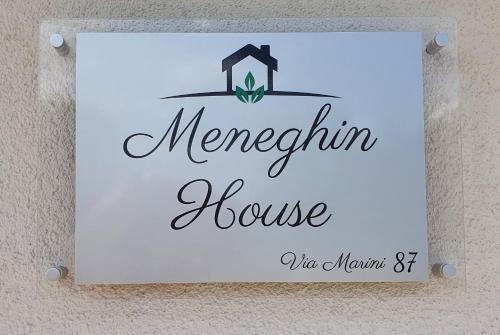 Meneghin
House
Via Marini 87